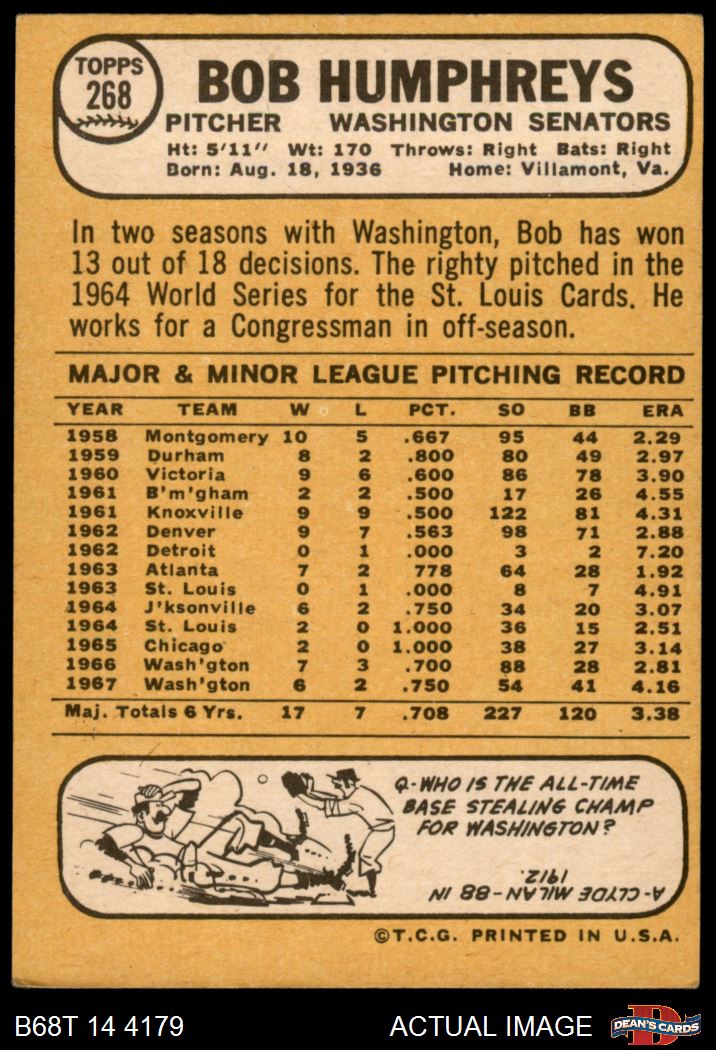 TOPPS
268
BOB HUMPHREYS
PITCHER WASHINGTON SENATORS
Ht: 5'11" Wt: 170 Throws: Right Bats: Right
Born: Aug. 18, 1936 Home: Villamont, Va.
In two seasons with Washington, Bob has won
13 out of 18 decisions. The righty pitched in the
1964 World Series for the St. Louis Cards. He
works for a Congressman in off-season.
MAJOR & MINOR LEAGUE PITCHING RECORD
YEAR TEAM W L PCT. SO BB ERA
1958 Montgomery 10 5 .667 95 44 2.29
1959 Durham 8 2 .800 80 49 2.97
1960 Victoria 9 6 .600 86 78 3.90
1961 B'm'gham 2 2 .500 17 26 4.55
1961 Knoxville 9 9 .500 122 81 4.31
1962 Denver 9 7 .563 98 71 2.88
1962 Detroit 0 1 .000 3 2 7.20
1963 Atlanta 7 2 778 64 28 1.92
1963 St. Louis 0 1 .000 8 7 4.91
1964 J'ksonville 6 2 .750 34 20 3.07
1964 St. Louis 2 0 1.000 36 15 2.51
1965 Chicago 2 0 1.000 38 27 3.14
1966 Wash'gton 7 3 .700 88 28 2.81
1967 Wash'gton 6 2 .750 54 41 4.16
Maj. Totals 6 Yrs. 17 7 .708 227 120 3.38
Q-WHO IS THE ALL-TIME
BASE STEALING CHAMP
FOR WASHINGTON?
A-CLYDE MILAN-88 IN
1912.
©T.C.G. PRINTED IN U.S.A.
B68T 14 4179 ACTUAL IMAGE
D
DEAN'S CARDS